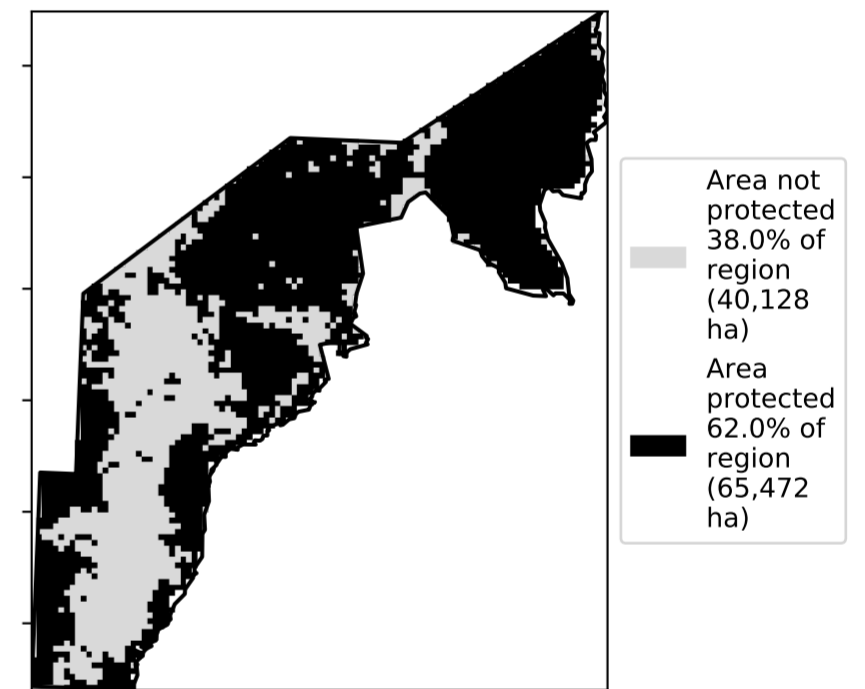 Area not
protected
38.0% of
region
(40,128
ha)
Area
protected
62.0% of
region
(65,472
ha)